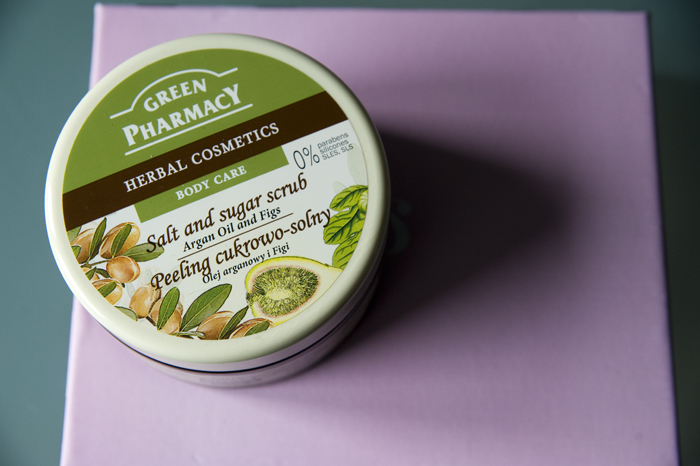 GREEN
PHARMACY
HERBAL COSMETICS
BODY CARE
0% parabens
silicones
SLES, SLS
Salt and sugar scrub
Argan Oil and Figs
Peeling cukrowo-solny
Olej arganowy i Figi